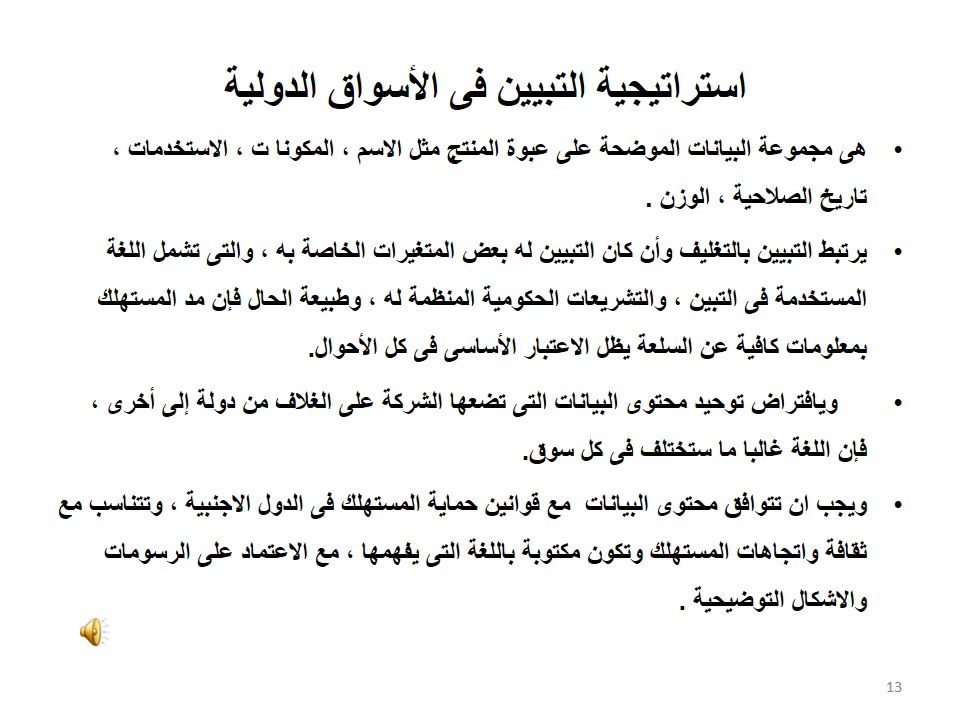 استراتيجية التبيين فى الأسواق الدولية
• هى مجموعة البيانات الموضحة على عبوة المنتج مثل الاسم ، المكونا ت ، الاستخدمات ،
تاريخ الصلاحية ، الوزن .
• يرتبط التبيين بالتغليف وأن كان التبيين له بعض المتغيرات الخاصة به ، والتى تشمل اللغة
المستخدمة فى التبين ، والتشريعات الحكومية المنظمة له ، وطبيعة الحال فإن مد المستهلك
بمعلومات كافية عن السلعة يظل الاعتبار الأساسى فى كل الأحوال.
• وبافتراض توحيد محتوى البيانات التى تضعها الشركة على الغلاف من دولة إلى أخرى ،
فإن اللغة غالبا ما ستختلف فى كل سوق.
• ويجب ان تتوافق محتوى البيانات مع قوانين حماية المستهلك فى الدول الاجنبية ، وتتناسب مع
ثقافة واتجاهات المستهلك وتكون مكتوبة باللغة التى يفهمها ، مع الاعتماد على الرسومات
والاشكال التوضيحية .
13